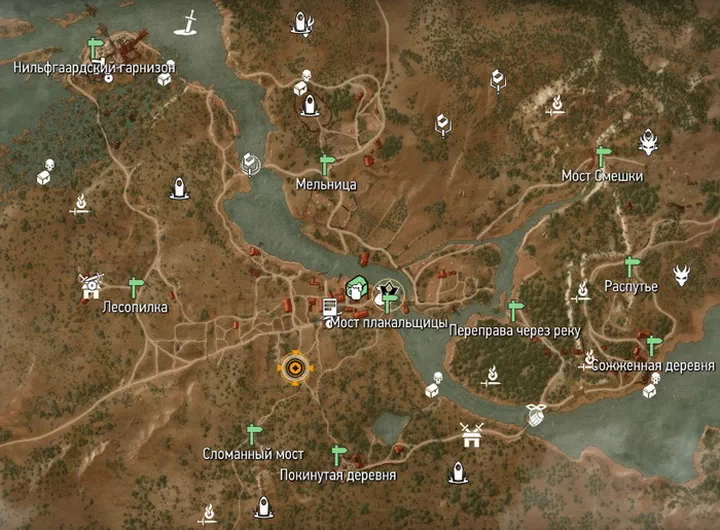 Нильфгаардский гарнизон
Мельница
Мост Смешки
Распутье
Лесопилка
Мост плакальщицы
Переправа через реку
Сожженная деревня
Сломанный мост
Покинутая деревня